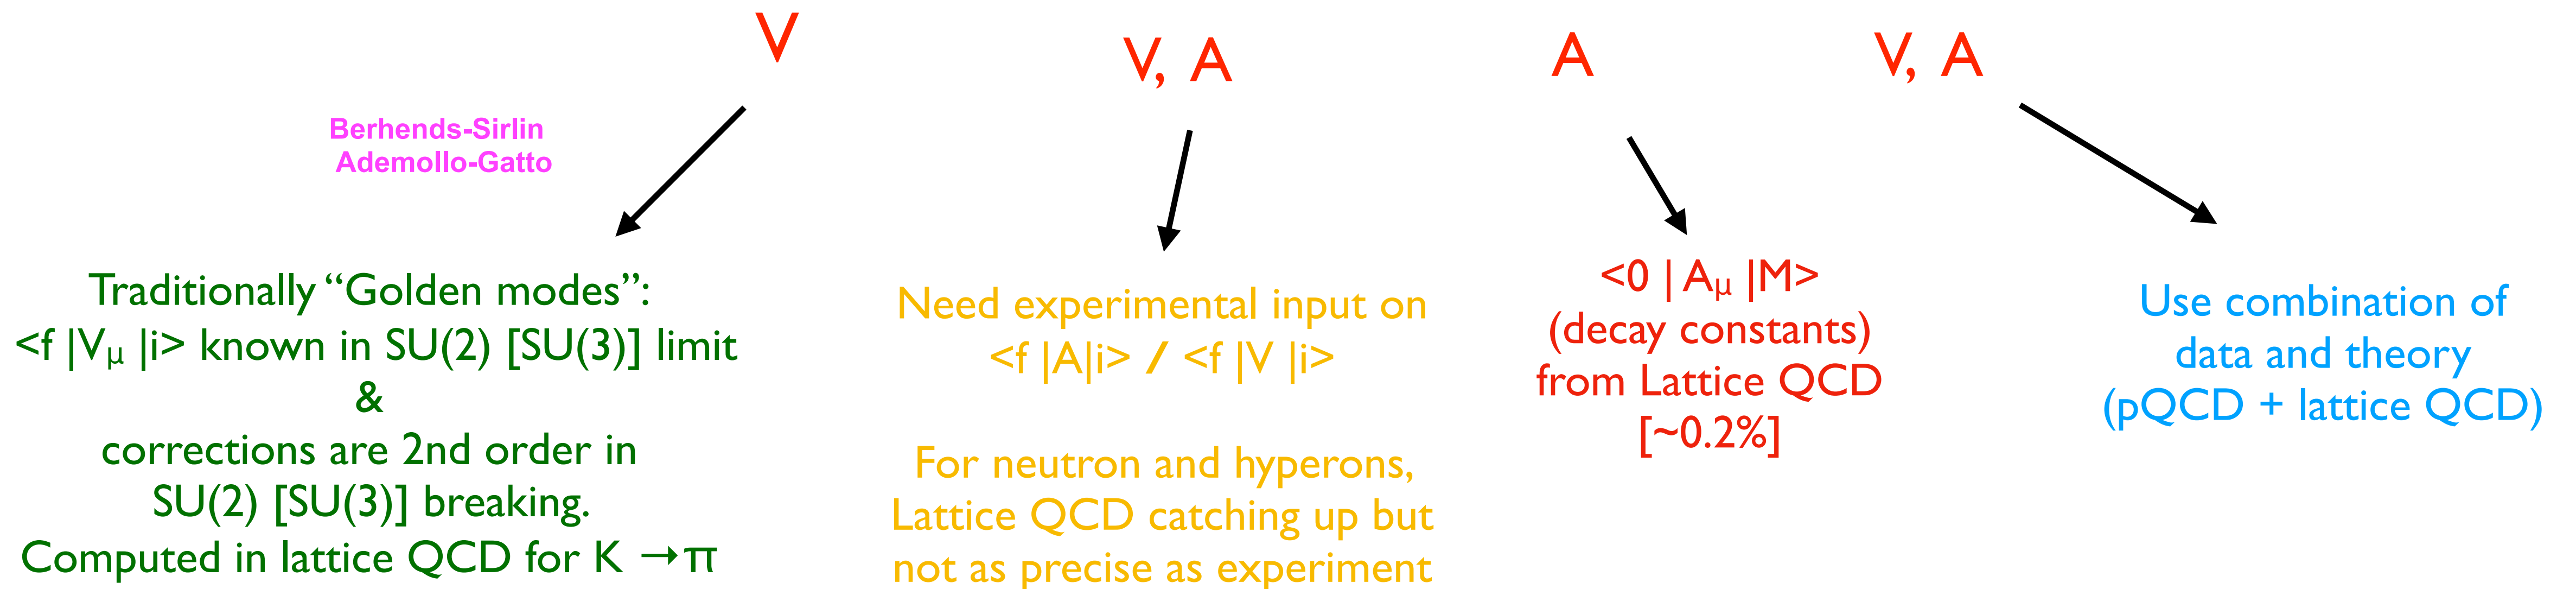 V
V, A
A
V, A
Berhends-Sirlin
Ademollo-Gatto
Traditionally “Golden modes”:
<f |Vμ |i> known in SU(2) [SU(3)] limit
&
corrections are 2nd order in
SU(2) [SU(3)] breaking.
Computed in lattice QCD for K →π
Need experimental input on
<f |A|i> / <f |V |i>
For neutron and hyperons,
Lattice QCD catching up but
not as precise as experiment
<0 | Aμ |M>
(decay constants)
from Lattice QCD
[~0.2%]
Use combination of
data and theory
(pQCD + lattice QCD)